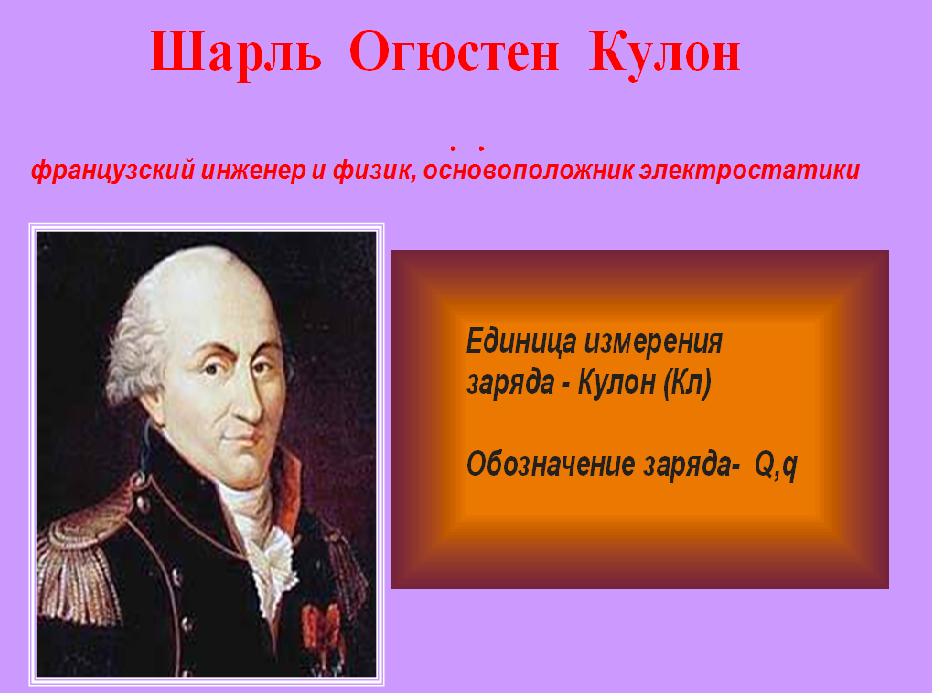 Шарль Огюстен Кулон
. .
французский инженер и физик, основоположник электростатики
Единица измерения
заряда - Кулон (Кл)
Обозначение заряда- Q,q